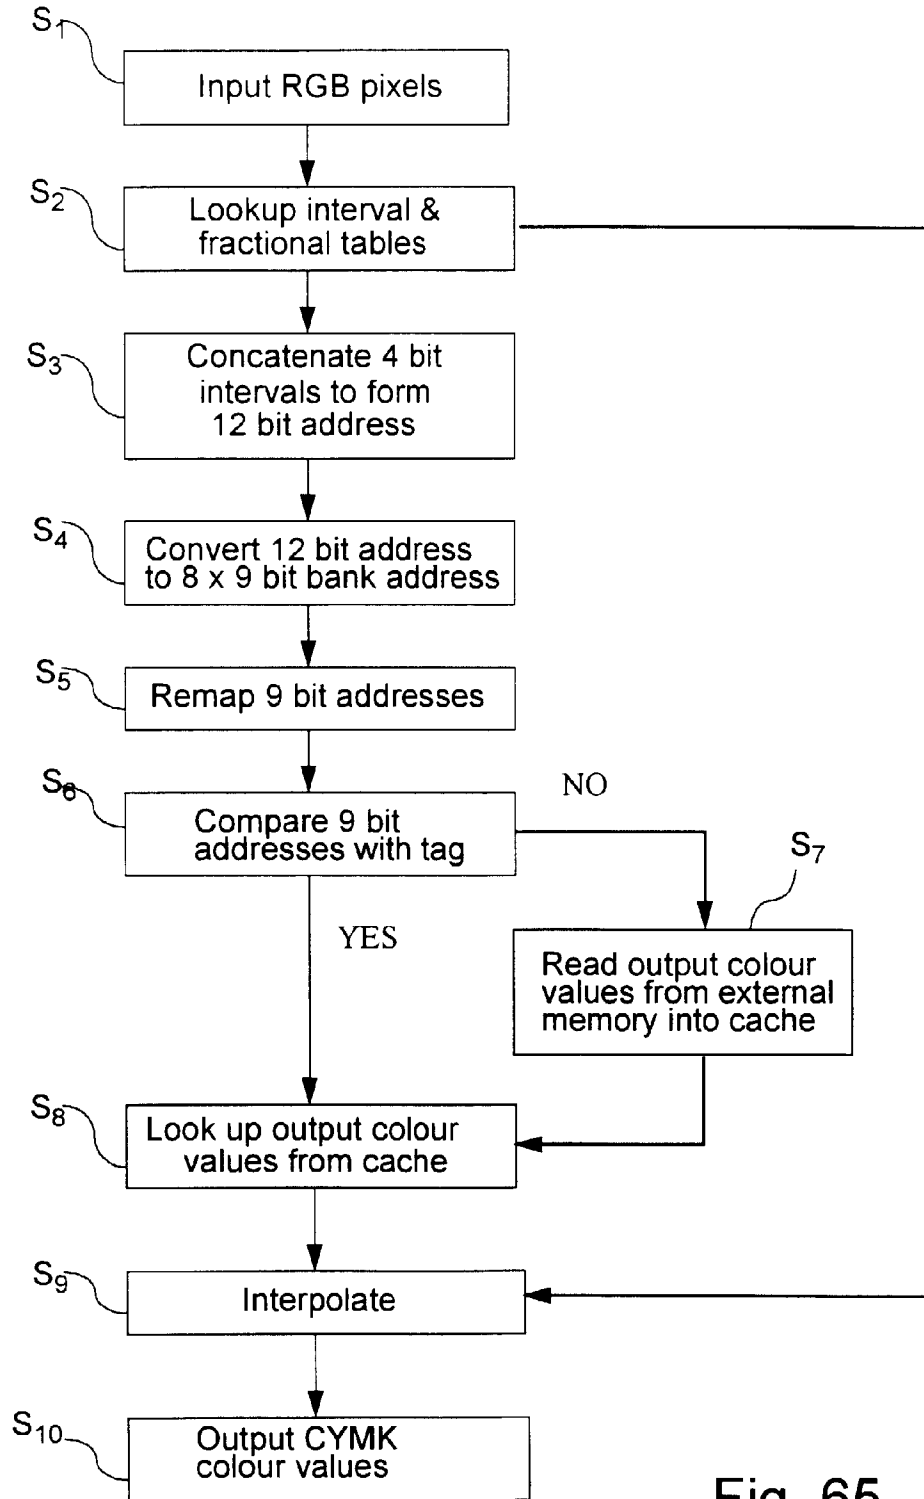 S1
Input RGB pixels
S2
Lookup interval &
fractional tables
S3
Concatenate 4 bit
intervals to form
12 bit address
S4
Convert 12 bit address
to 8 x 9 bit bank address
S5
Remap 9 bit addresses
S6
NO
Compare 9 bit
addresses with tag
S7
YES
Read output colour
values from external
memory into cache
S8
Look up output colour
values from cache
S9
Interpolate
S10
Output CYMK
colour values
Fig. 65